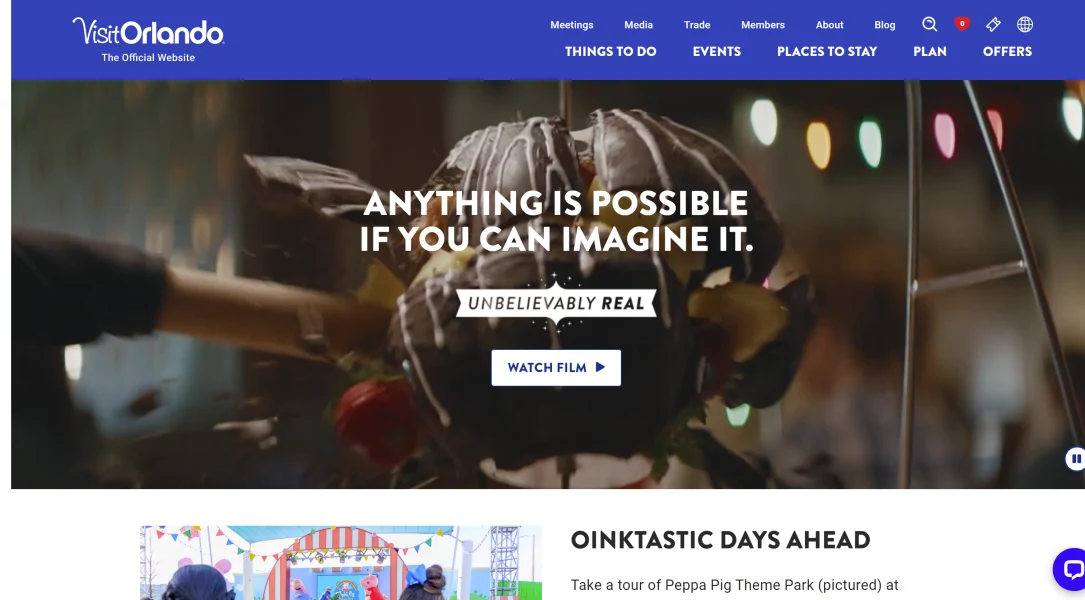 VisitOrlando.
The Official Website
Meetings Media Trade Members About Blog 0
THINGS TO DO EVENTS PLACES TO STAY PLAN OFFERS
ANYTHING IS POSSIBLE
IF YOU CAN IMAGINE IT.
UNBELIEVABLY REAL
WATCH FILM
OINKTASTIC DAYS AHEAD
Take a tour of Peppa Pig Theme Park (pictured) at